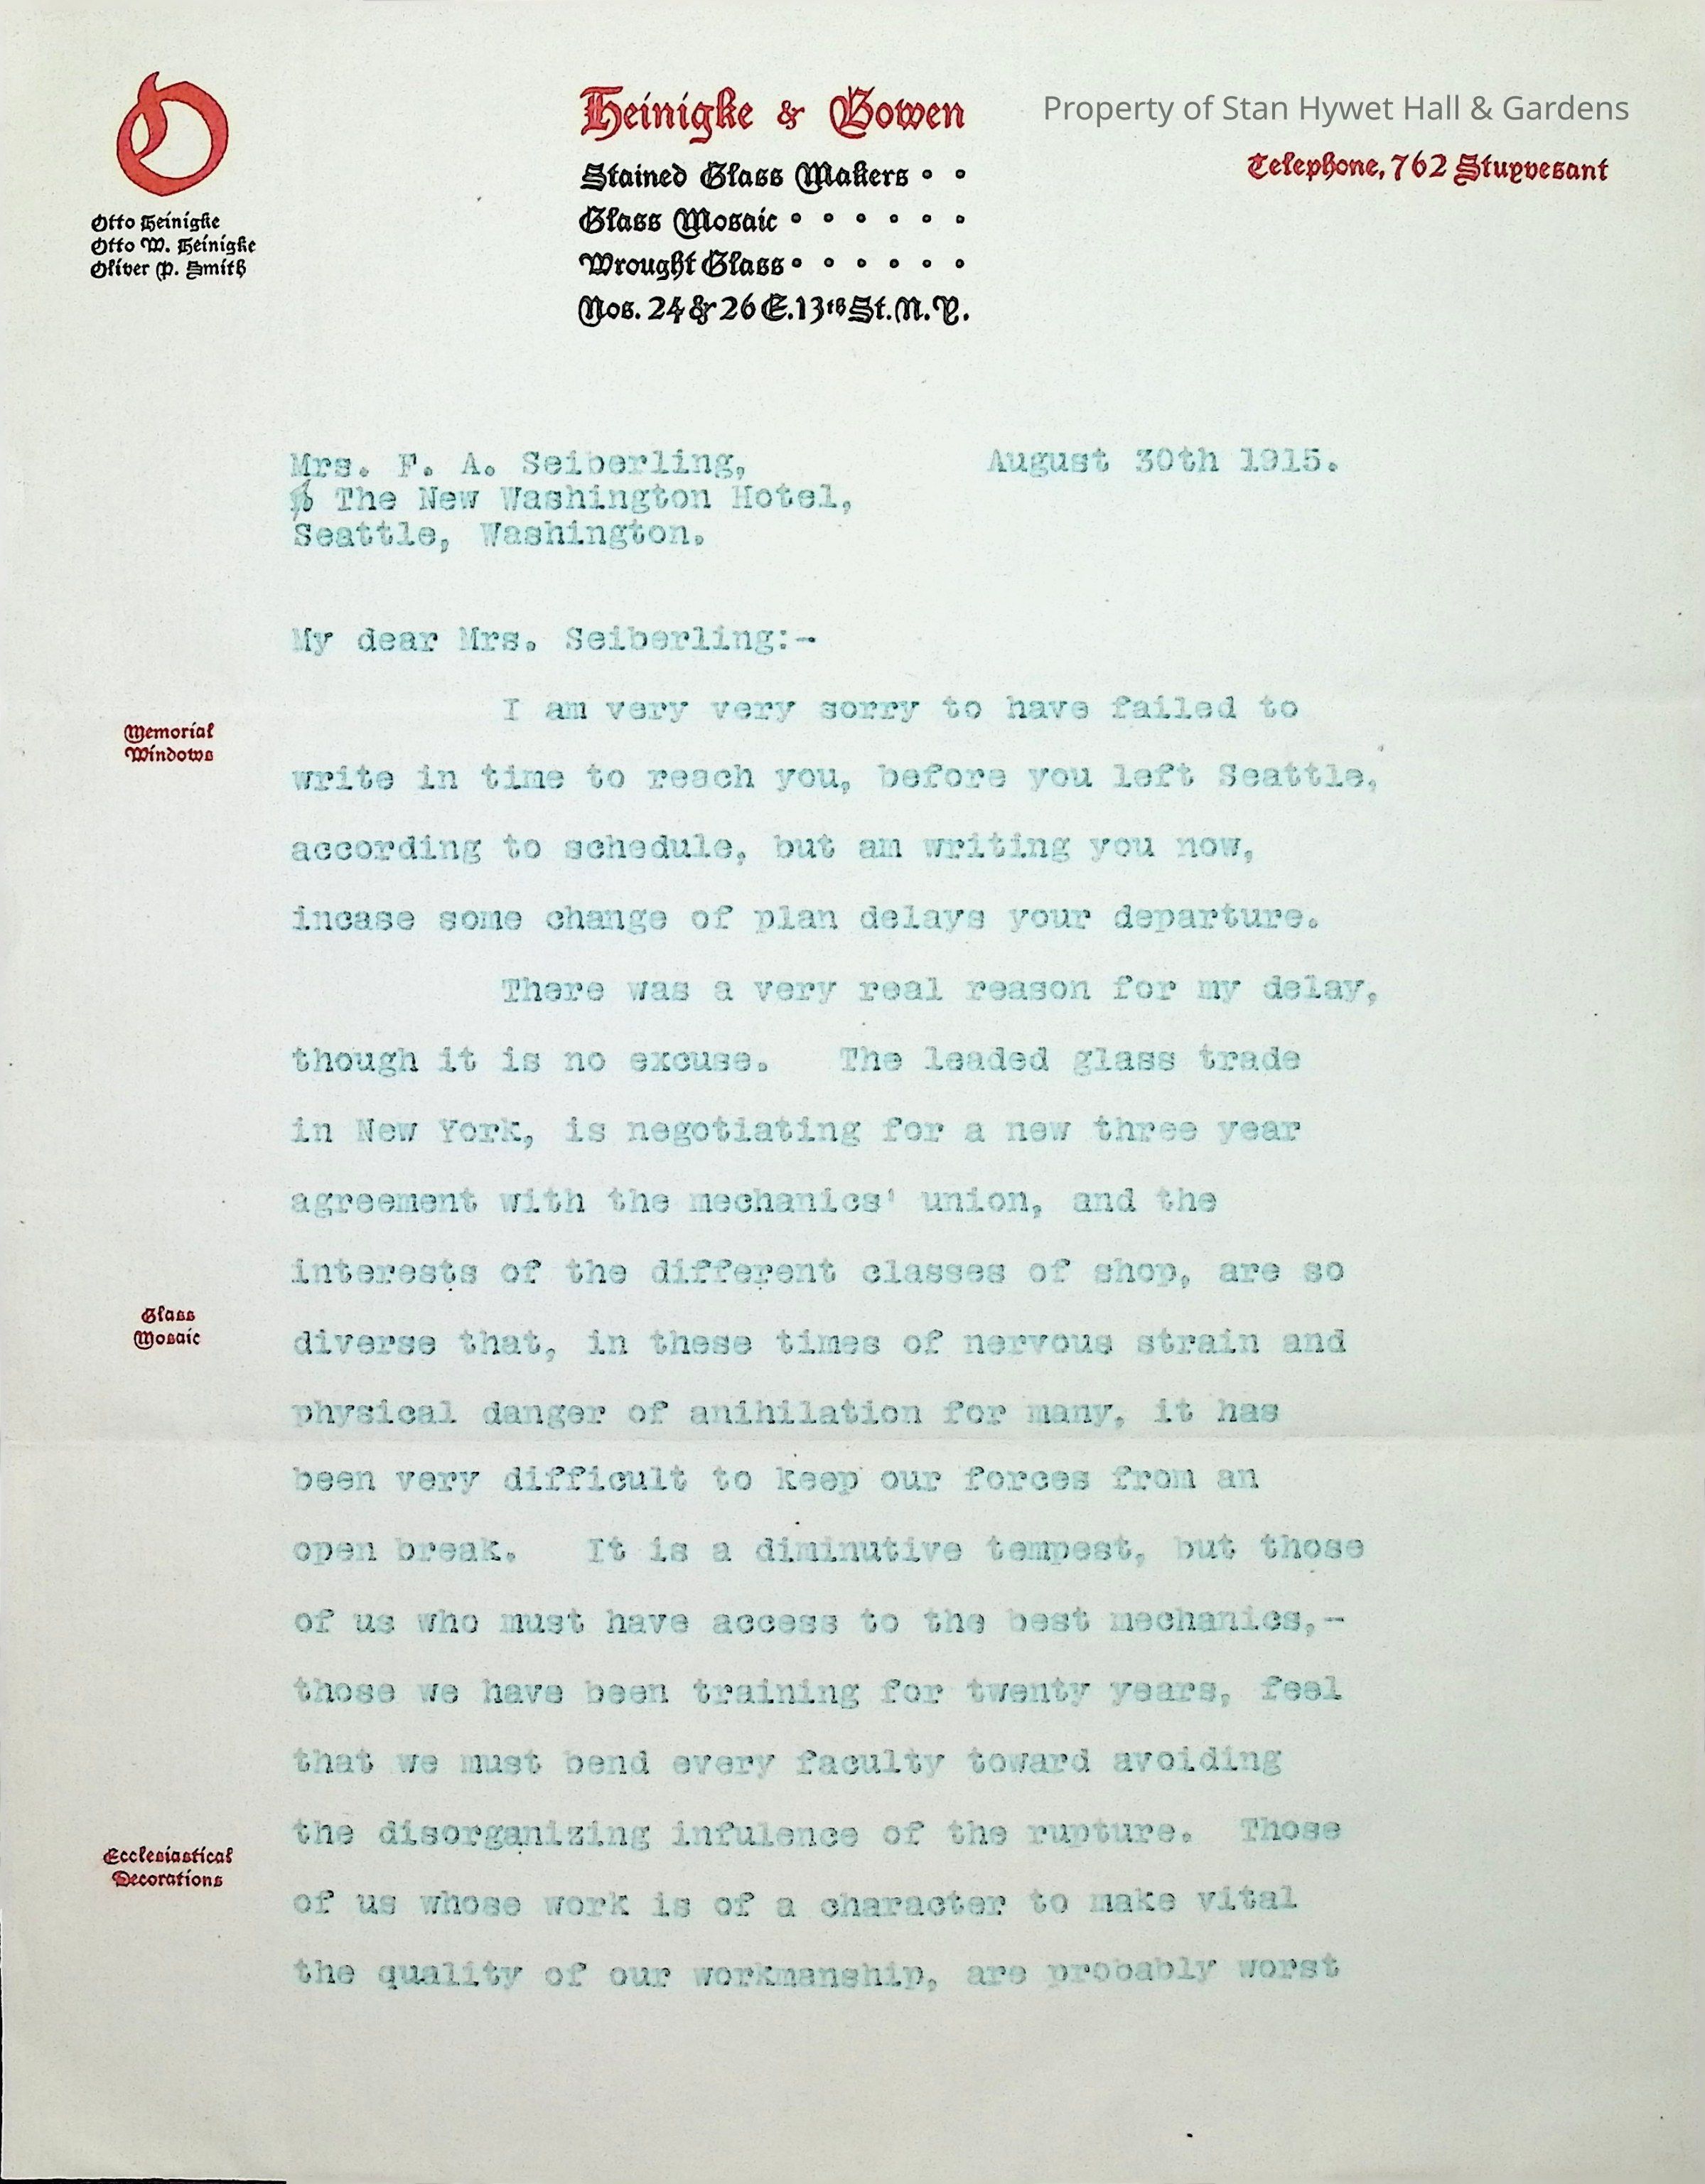 Heinigke & Bowen
Property of Stan Hywet Hall & Gardens
Telephone, 762 Stuyvesant
Stained Glass Makers
Glass Mosaic
Wrought Glass
Nos. 24 & 26 E. 13th St. N. Y.
Otto Heinigke
Otto W. Heinigke
Oliver P. Smith
Mrs. F. A. Seiberling, August 30th 1915.
% The New Washington Hotel,
Seattle, Washington.
My dear Mrs. Seiberling:-
I am very very sorry to have failed to
Memorial
Windows
write in time to reach you, before you left Seattle,
according to schedule, but am writing you now,
incase some change of plan delays your departure.
There was a very real reason for my delay,
though it is no excuse. The leaded glass trade
in New York, is negotiating for a new three year
agreement with the mechanics' union, and the
interests of the different classes of shop, are so
Glass
Mosaic
diverse that, in these times of nervous strain and
physical danger of anihilation for many, it has
been very difficult to keep our forces from an
open break. It is a diminutive tempest, but those
of us who must have access to the best mechanics,-
those we have been training for twenty years, feel
that we must bend every faculty toward avoiding
the disorganizing infulence of the rupture. Those
Ecclesiastical
Decorations
of us whose work is of a character to make vital
the quality of our workmanship, are probably worst